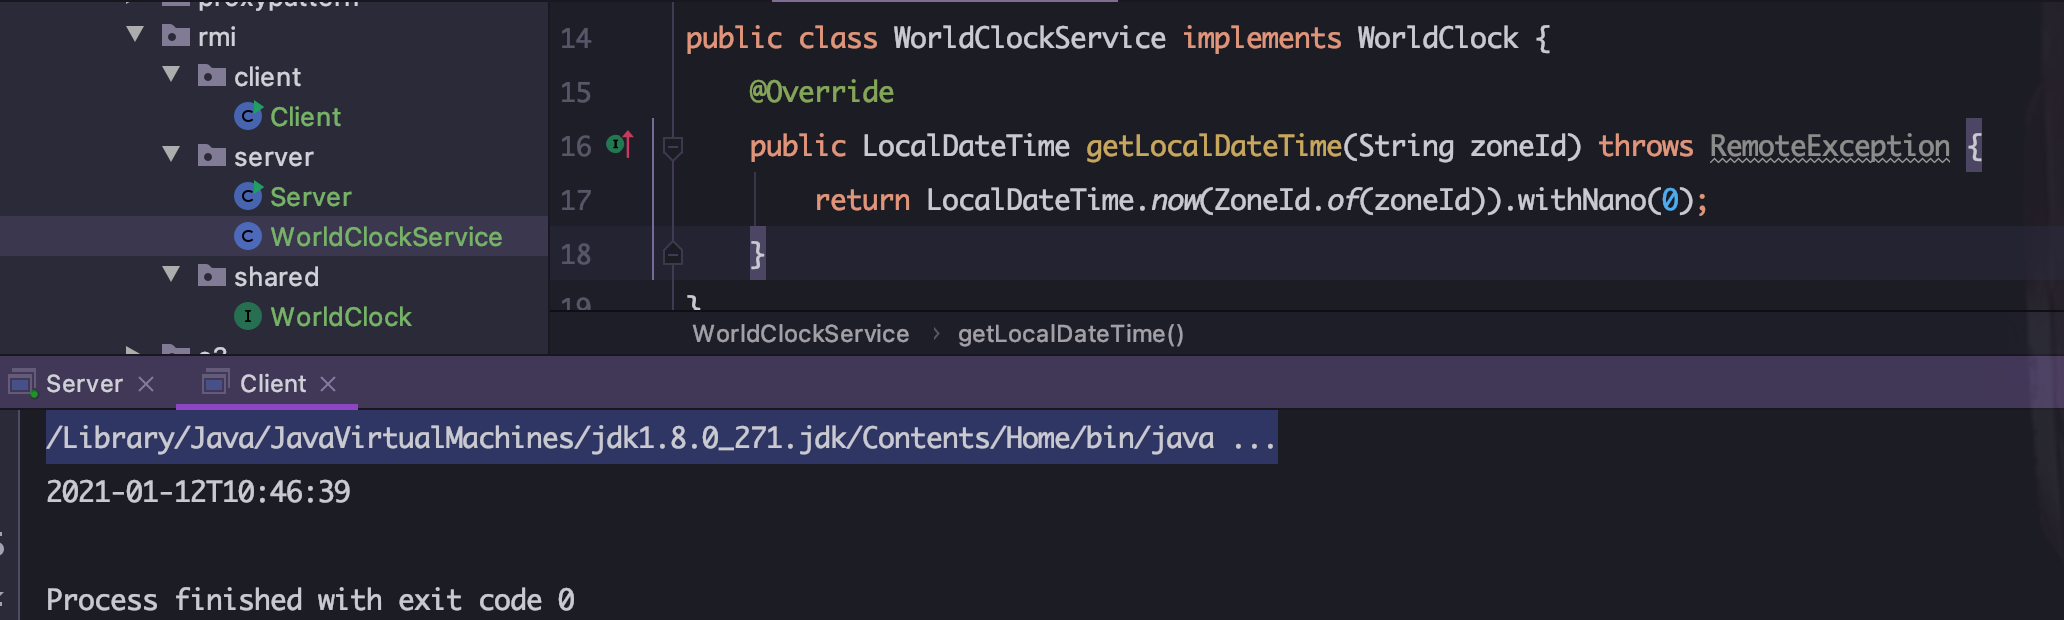 proxypattern
rmi
client
Client
server
Server
WorldClockService
shared
WorldClock
14 public class WorldClockService implements WorldClock {
15 @Override
16 public LocalDateTime getLocalDateTime(String zoneId) throws RemoteException {
17 return LocalDateTime.now(ZoneId.of(zoneId)).withNano(0);
18 }
19 }
WorldClockService › getLocalDateTime()
Server × Client ×
/Library/Java/JavaVirtualMachines/jdk1.8.0_271.jdk/Contents/Home/bin/java ...
2021-01-12T10:46:39
Process finished with exit code 0